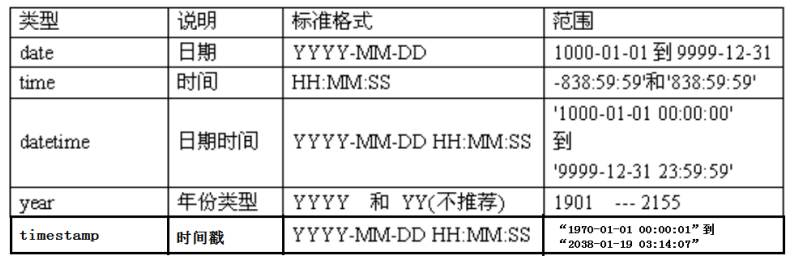 类型 说明 标准格式 范围
date 日期 YYYY-MM-DD 1000-01-01 到 9999-12-31
time 时间 HH:MM:SS -838:59:59'和'838:59:59'
'1000-01-01 00:00:00'
datetime 日期时间 YYYY-MM-DD HH:MM:SS 到
'9999-12-31 23:59:59'
year 年份类型 YYYY 和 YY(不推荐) 1901 --- 2155
timestamp 时间戳 YYYY-MM-DD HH:MM:SS “1970-01-01 00:00:01”到
“2038-01-19 03:14:07”